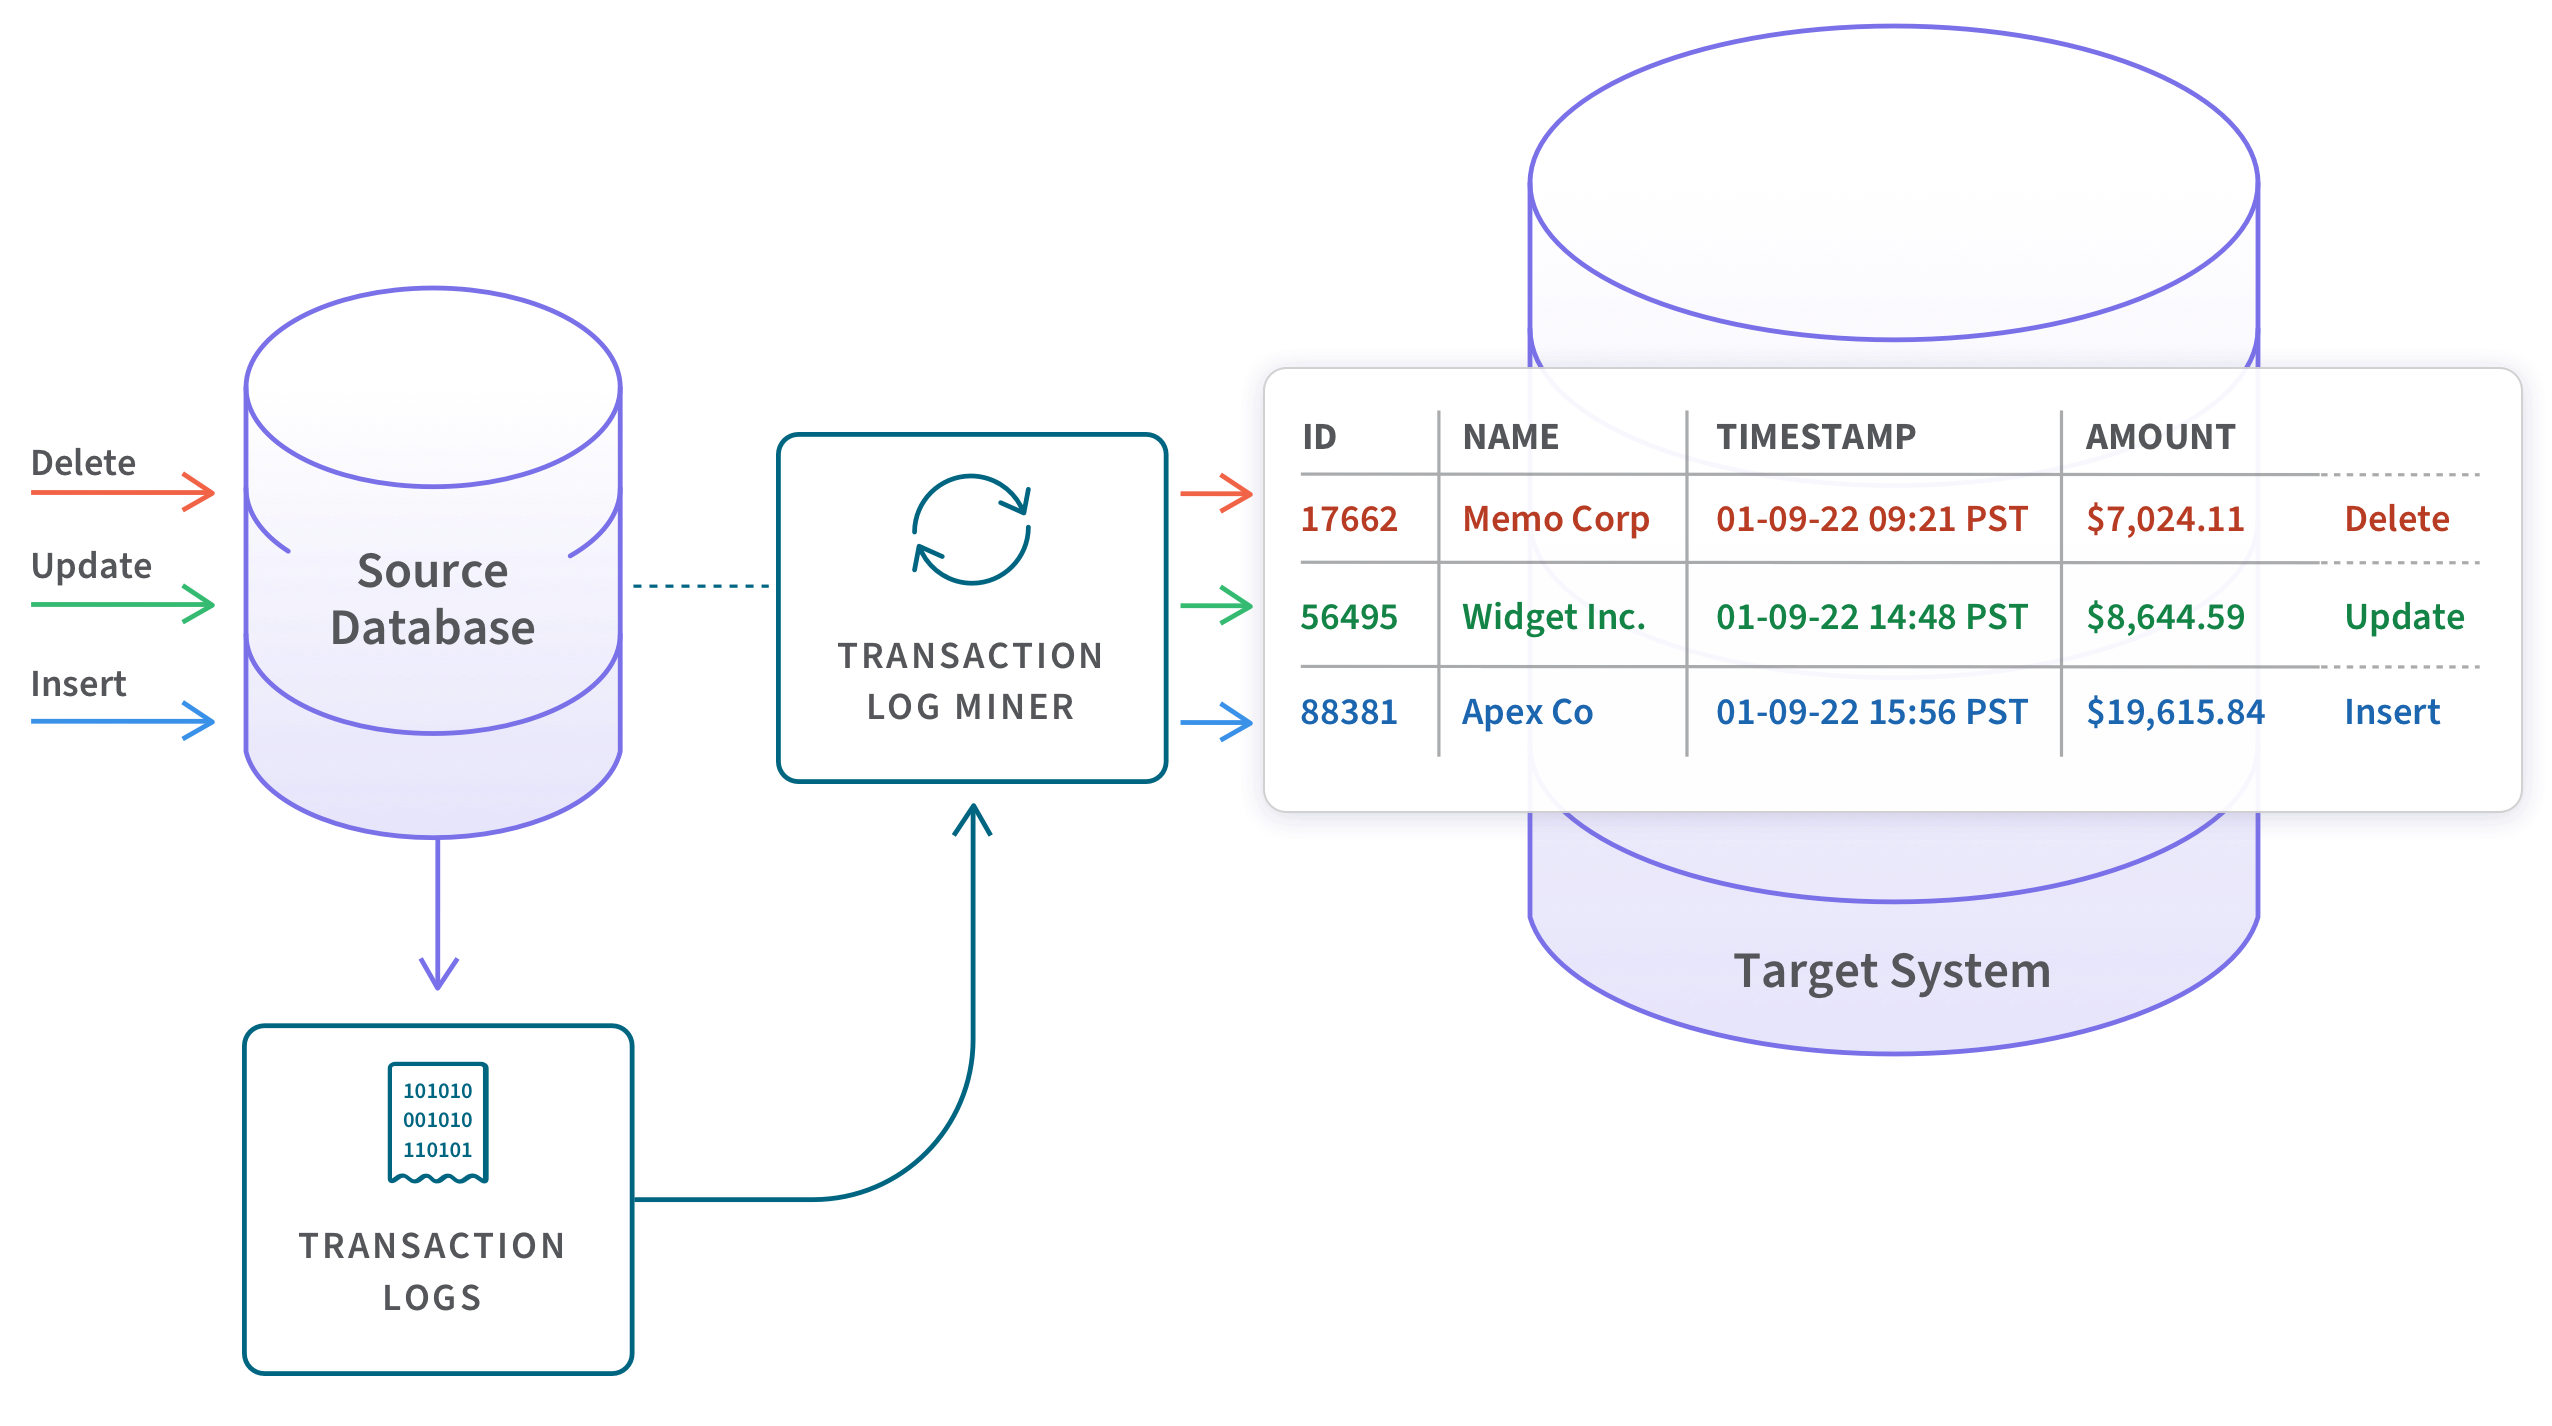 Delete
Update
Insert
Source
Database
TRANSACTION
LOG MINER
TRANSACTION
LOGS
101010
001010
110101
ID NAME TIMESTAMP AMOUNT
17662 Memo Corp 01-09-22 09:21 PST $7,024.11 Delete
56495 Widget Inc. 01-09-22 14:48 PST $8,644.59 Update
88381 Apex Co 01-09-22 15:56 PST $19,615.84 Insert
Target System